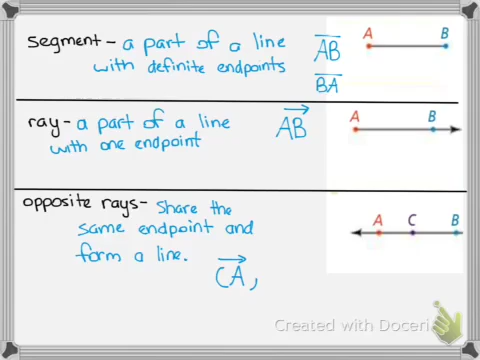 segment - a part of a line
with definite endpoints
AB
BA
A B
ray - a part of a line
with one endpoint
AB
A B
opposite rays - Share the
same endpoint and
form a line.
CA,
A C B
Created with Doceri